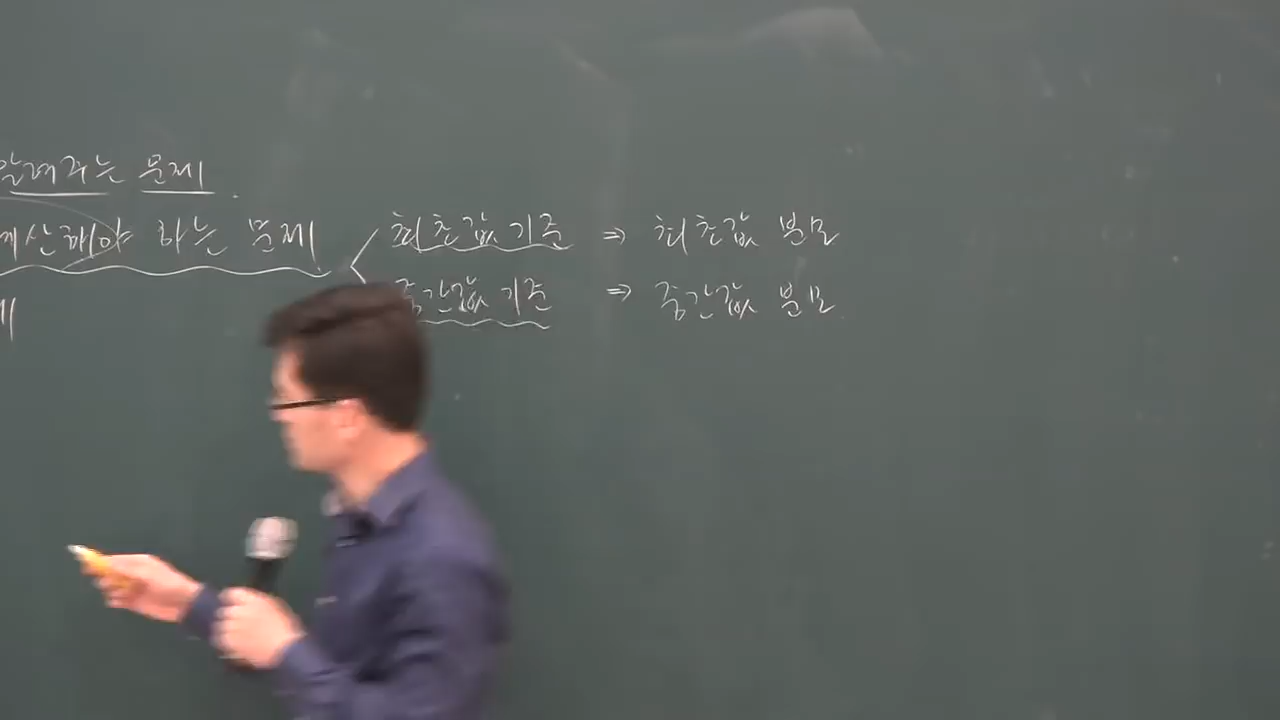 알려주는 문제.
계산해야 하는 문제 < 최초값 기준 ⇒ 최초값 분모
중간값 기준 ⇒ 중간값 분모